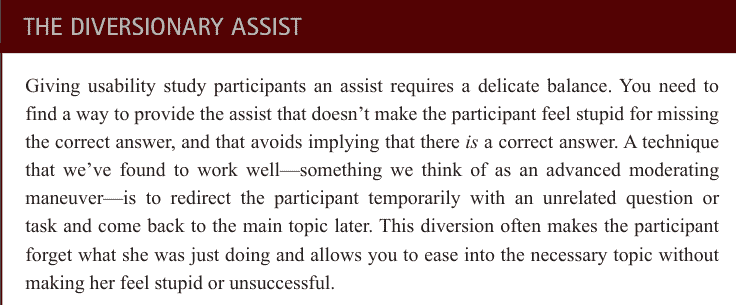 THE DIVERSIONARY ASSIST
Giving usability study participants an assist requires a delicate balance. You need to
find a way to provide the assist that doesn’t make the participant feel stupid for missing
the correct answer, and that avoids implying that there is a correct answer. A technique
that we’ve found to work well—something we think of as an advanced moderating
maneuver—is to redirect the participant temporarily with an unrelated question or
task and come back to the main topic later. This diversion often makes the participant
forget what she was just doing and allows you to ease into the necessary topic without
making her feel stupid or unsuccessful.